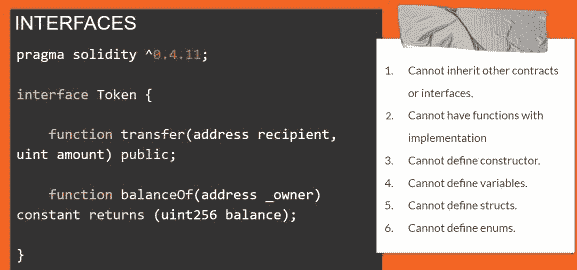 INTERFACES
pragma solidity ^0.4.11;
interface Token {
function transfer(address recipient,
uint amount) public;
function balanceOf(address _owner)
constant returns (uint256 balance);
}
1. Cannot inherit other contracts
or interfaces.
2. Cannot have functions with
implementation
3. Cannot define constructor.
4. Cannot define variables.
5. Cannot define structs.
6. Cannot define enums.